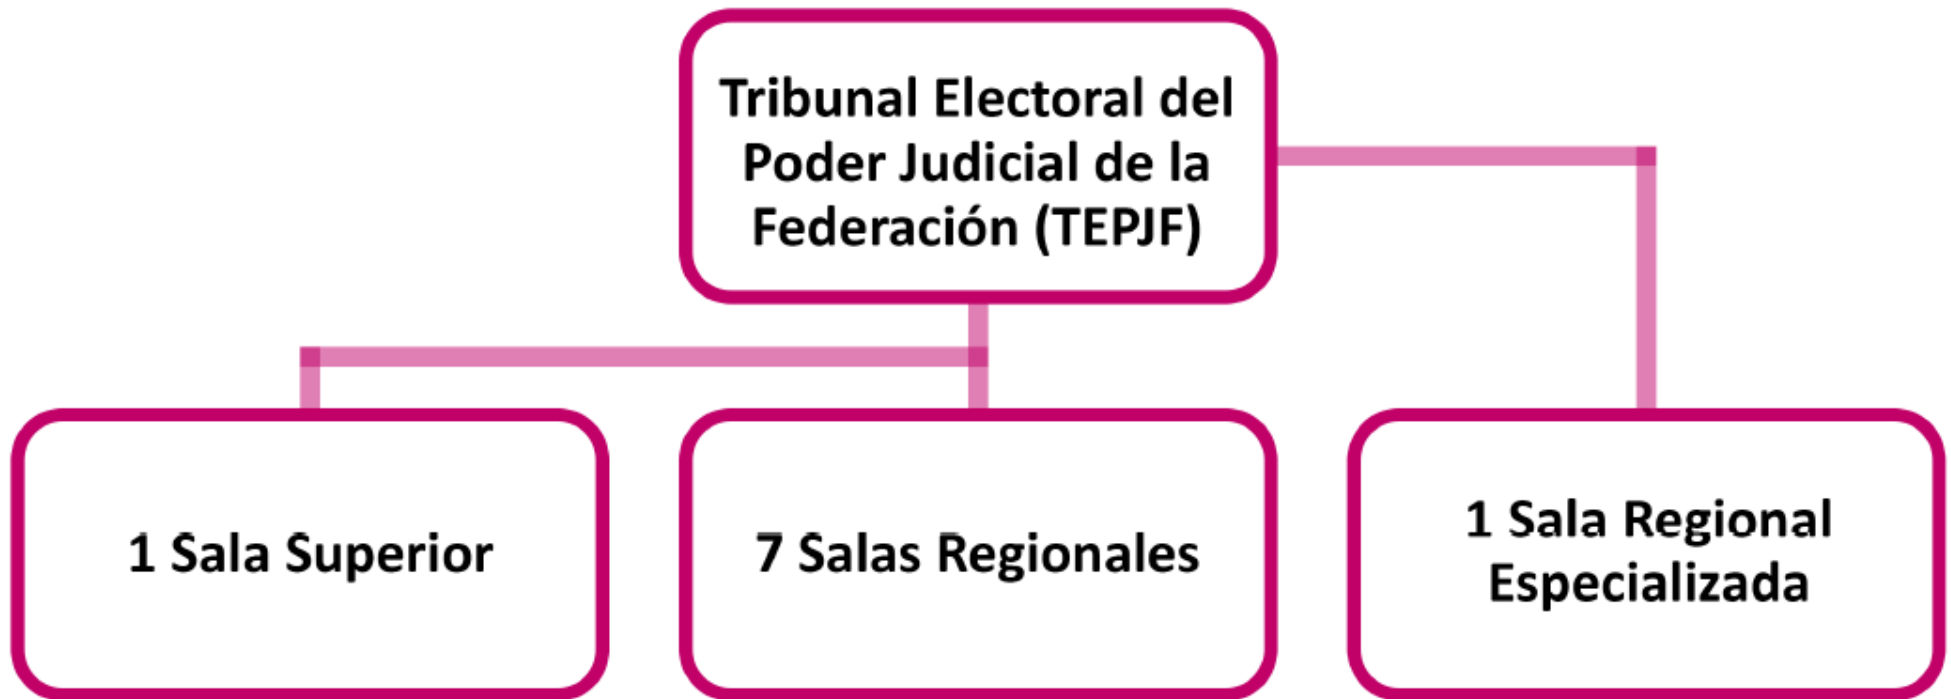 Tribunal Electoral del
Poder Judicial de la
Federación (TEPJF)
1 Sala Superior
7 Salas Regionales
1 Sala Regional
Especializada